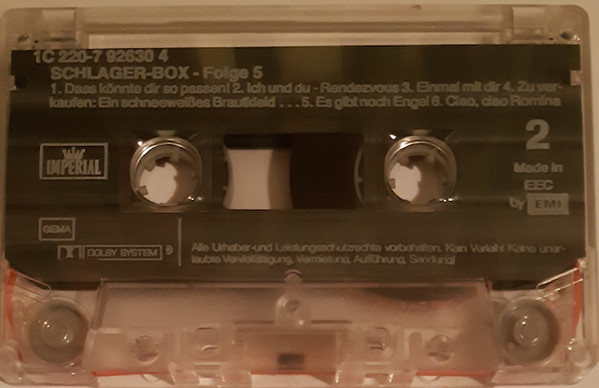 1C 220-7 92630 4
SCHLAGER-BOX - Folge 5
1. Dass könnte dir so passen! 2. Ich und du - Rendezvous 3. Einmal mit dir 4. Zu ver-
kaufen: Ein schneeweißes Brautkleid ... 5. Es gibt noch Engel 6. Ciao, ciao Romina
2
IMPERIAL
Made in
EEC
by EMI
GEMA
DOLBY SYSTEM
Alle Urheber- und Leistungsschutzrechte vorbehalten. Kein Verleih! Keine uner-
laubte Vervielfältigung, Vermietung, Aufführung, Sendung!